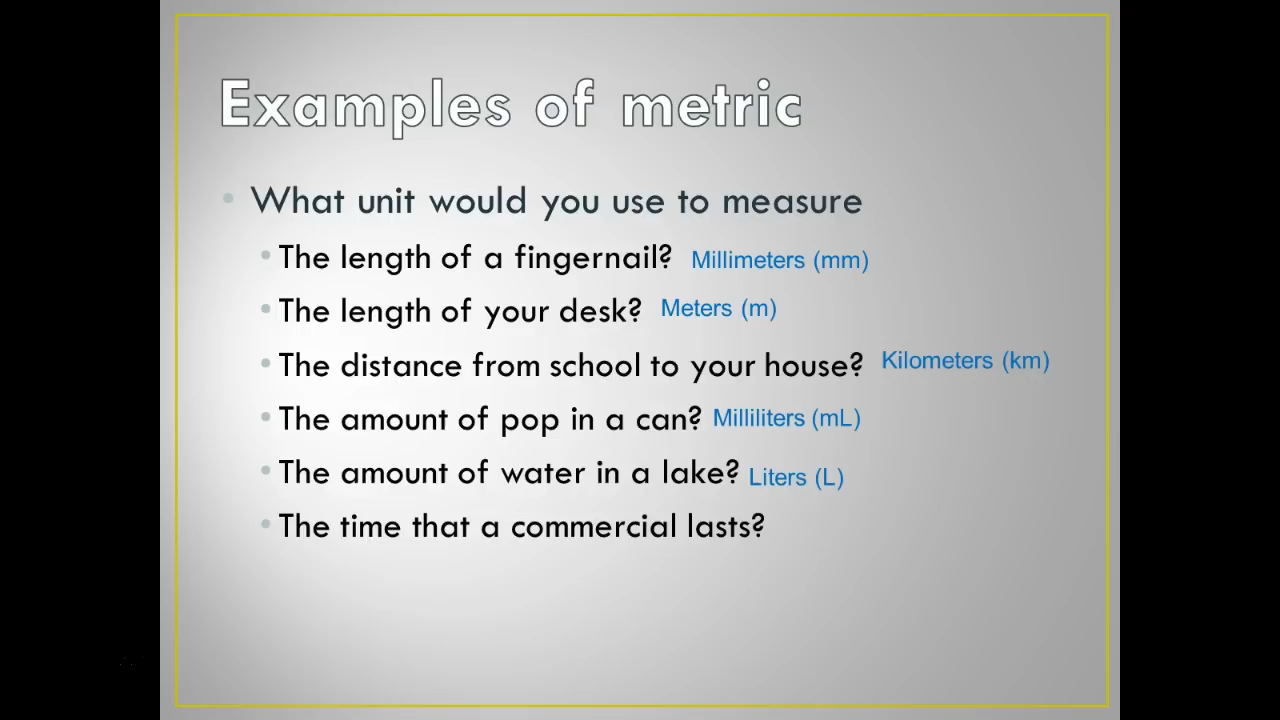 Examples of metric
What unit would you use to measure
The length of a fingernail? Millimeters (mm)
The length of your desk? Meters (m)
The distance from school to your house? Kilometers (km)
The amount of pop in a can? Milliliters (mL)
The amount of water in a lake? Liters (L)
The time that a commercial lasts?